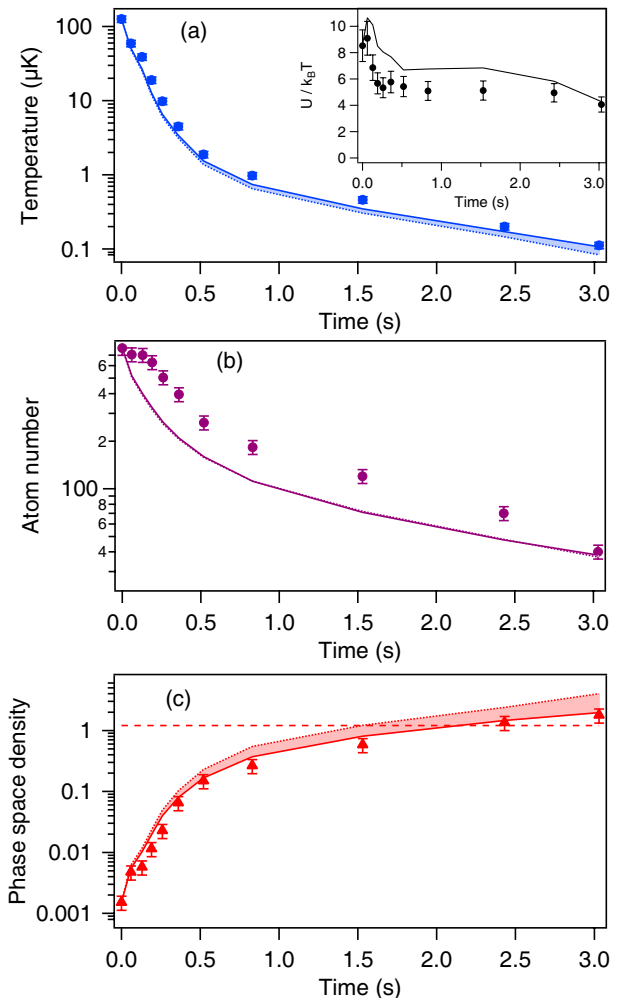 (a)
Temperature (µK)
100
10
1
0.1
0.0 0.5 1.0 1.5 2.0 2.5 3.0
Time (s)
U / kBT
10
8
6
4
2
0
0.0 1.0 2.0 3.0
Time (s)
(b)
Atom number
6
4
2
100
8
6
4
0.0 0.5 1.0 1.5 2.0 2.5 3.0
Time (s)
(c)
Phase space density
1
0.1
0.01
0.001
0.0 0.5 1.0 1.5 2.0 2.5 3.0
Time (s)